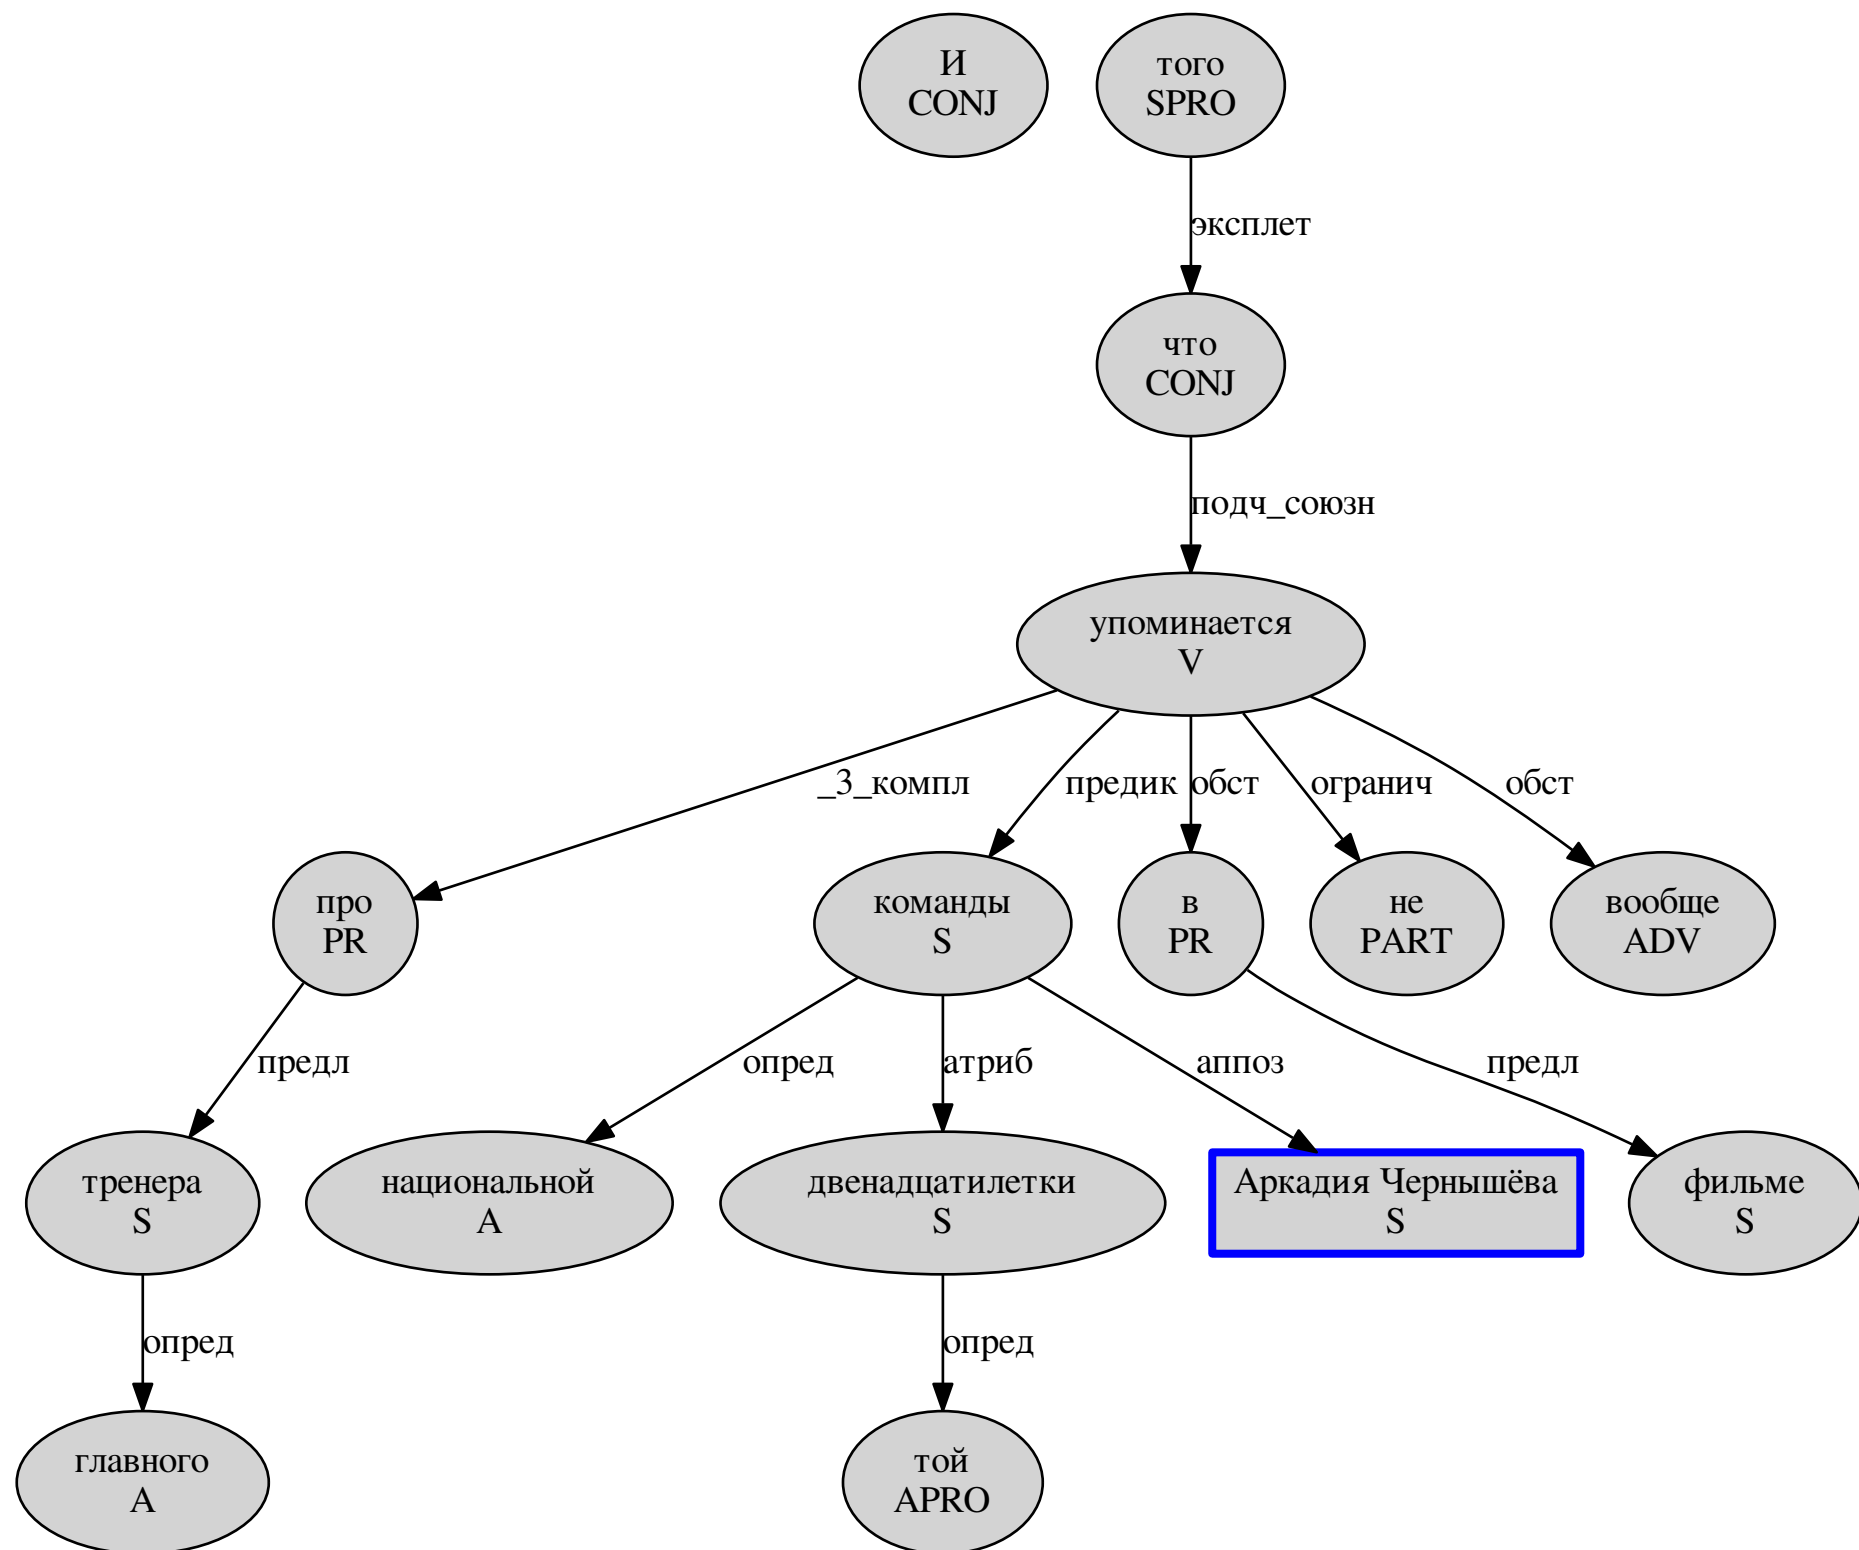 И
CONJ
того
SPRO
эксплет
что
CONJ
подч_союзн
упоминается
V
_3_компл
предик
обст
огранич
обст
про
PR
команды
S
в
PR
не
PART
вообще
ADV
предл
опред
атриб
аппоз
предл
тренера
S
национальной
A
двенадцатилетки
S
Аркадия Чернышёва
S
фильме
S
опред
опред
главного
A
той
APRO